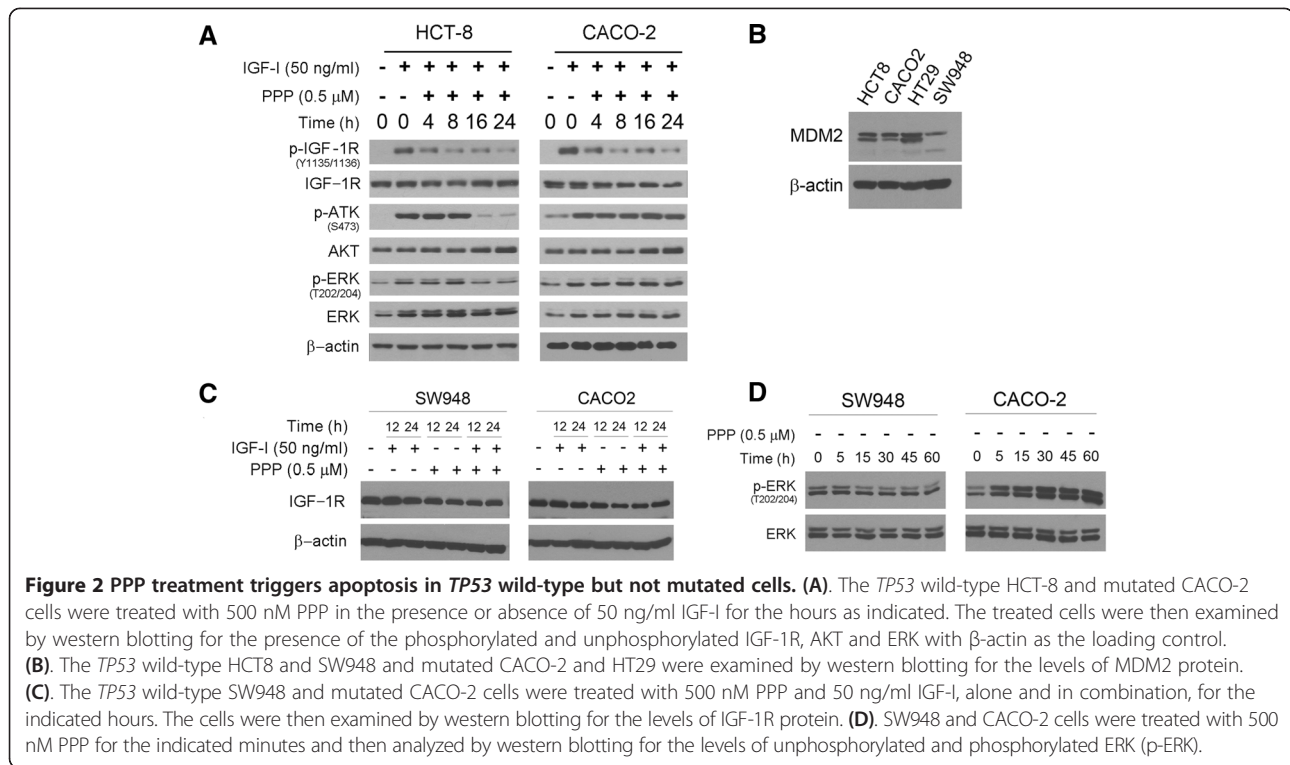 A
HCT-8 CACO-2
IGF-I (50 ng/ml) - + + + + + - + + + + +
PPP (0.5 μM) - - + + + + - - + + + +
Time (h) 0 0 4 8 16 24 0 0 4 8 16 24
p-IGF-1R
(Y1135/1136)
IGF-1R
p-ATK
(S473)
AKT
p-ERK
(T202/204)
ERK
β-actin
B
HCT8 CACO2 HT29 SW948
MDM2
β-actin
C
SW948 CACO2
Time (h) 12 24 12 24 12 24 12 24 12 24 12 24
IGF-I (50 ng/ml) - + + - - + + - + + - - + +
PPP (0.5 μM) - - - + + + + - - - + + + +
IGF-1R
β-actin
D
SW948 CACO-2
PPP (0.5 μM) - - - - - - - - - - - -
Time (h) 0 5 15 30 45 60 0 5 15 30 45 60
p-ERK
(T202/204)
ERK
Figure 2 PPP treatment triggers apoptosis in TP53 wild-type but not mutated cells. (A). The TP53 wild-type HCT-8 and mutated CACO-2
cells were treated with 500 nM PPP in the presence or absence of 50 ng/ml IGF-I for the hours as indicated. The treated cells were then examined
by western blotting for the presence of the phosphorylated and unphosphorylated IGF-1R, AKT and ERK with β-actin as the loading control.
(B). The TP53 wild-type HCT8 and SW948 and mutated CACO-2 and HT29 were examined by western blotting for the levels of MDM2 protein.
(C). The TP53 wild-type SW948 and mutated CACO-2 cells were treated with 500 nM PPP and 50 ng/ml IGF-I, alone and in combination, for the
indicated hours. The cells were then examined by western blotting for the levels of IGF-1R protein. (D). SW948 and CACO-2 cells were treated with 500
nM PPP for the indicated minutes and then analyzed by western blotting for the levels of unphosphorylated and phosphorylated ERK (p-ERK).